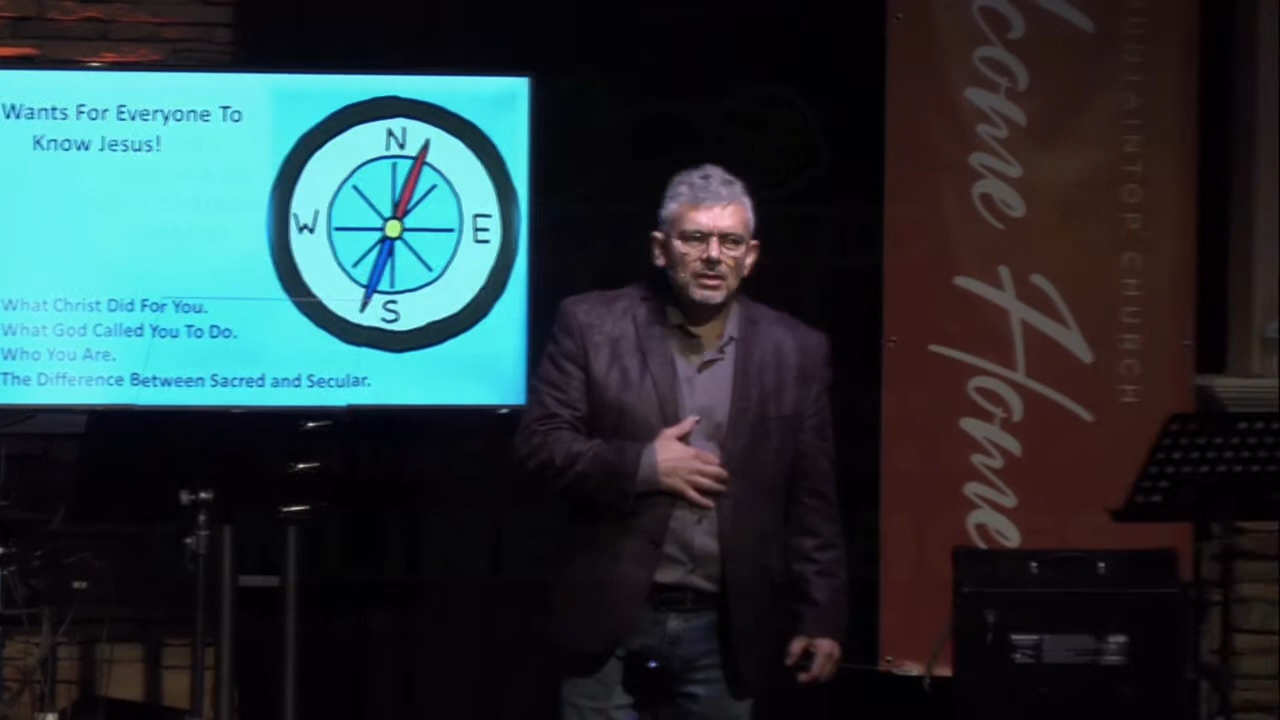 Wants For Everyone To
Know Jesus!
N
W
E
S
What Christ Did For You.
What God Called You To Do.
Who You Are.
The Difference Between Sacred and Secular.
Home
CHURCH